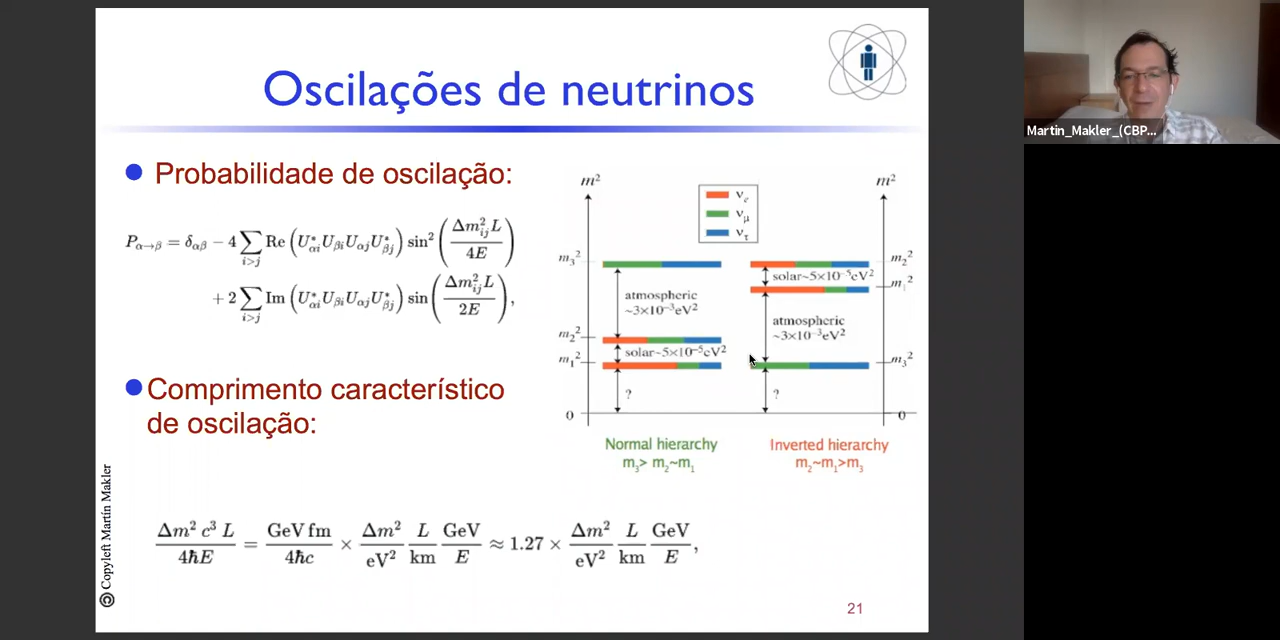 Oscilações de neutrinos
Probabilidade de oscilação:
P_{α→β} = δ_{αβ} − 4 ∑_{i>j} Re (U*_{αi} U_{βi} U_{αj} U*_{βj}) sin² (Δm²_{ij} L / 4E)
+ 2 ∑_{i>j} Im (U*_{αi} U_{βi} U_{αj} U*_{βj}) sin (Δm²_{ij} L / 2E),
Comprimento característico
de oscilação:
Δm² c³ L / 4ħE = GeV fm / 4ħc × Δm² / eV² L / km GeV / E ≈ 1.27 × Δm² / eV² L / km GeV / E,
m²
ν_e
ν_μ
ν_τ
m₃²
atmospheric
~3×10⁻³eV²
m₂²
solar~5×10⁻⁵eV²
m₁²
?
0
Normal hierarchy
m₃> m₂~m₁
m²
m₂²
solar~5×10⁻⁵eV²
m₁²
atmospheric
~3×10⁻³eV²
m₃²
?
0
Inverted hierarchy
m₂~m₁>m₃
© Copyleft Martín Makler
21
Martin_Makler_(CBP...